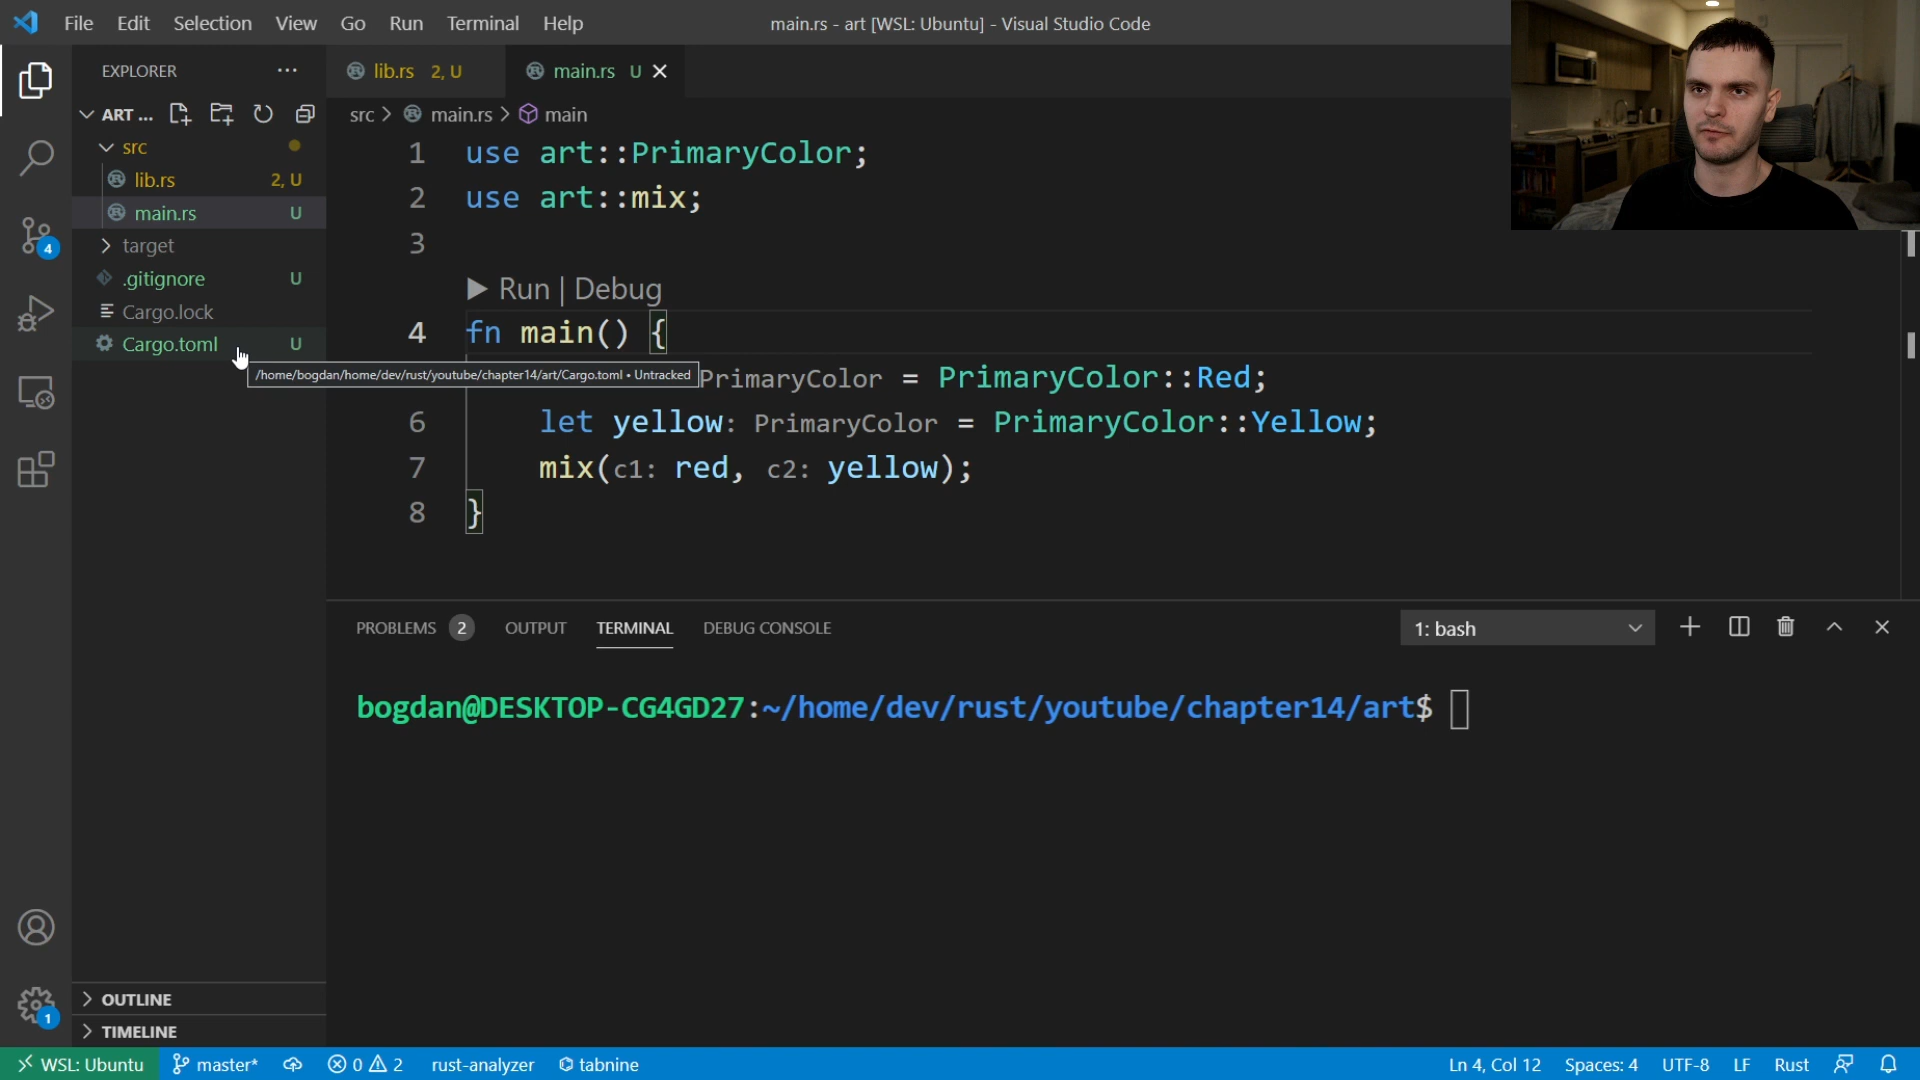 File Edit Selection View Go Run Terminal Help
main.rs - art [WSL: Ubuntu] - Visual Studio Code
EXPLORER
ART ...
src
lib.rs 2, U
main.rs U
target
.gitignore U
Cargo.lock
Cargo.toml U
/home/bogdan/home/dev/rust/youtube/chapter14/art/Cargo.toml • Untracked
4
1
OUTLINE
TIMELINE
lib.rs 2, U
main.rs U
src > main.rs > main
1 use art::PrimaryColor;
2 use art::mix;
3
Run | Debug
4 fn main() {
PrimaryColor = PrimaryColor::Red;
6 let yellow: PrimaryColor = PrimaryColor::Yellow;
7 mix(c1: red, c2: yellow);
8 }
PROBLEMS 2 OUTPUT TERMINAL DEBUG CONSOLE
1: bash
bogdan@DESKTOP-CG4GD27:~/home/dev/rust/youtube/chapter14/art$
WSL: Ubuntu master* 0 2 rust-analyzer tabnine
Ln 4, Col 12 Spaces: 4 UTF-8 LF Rust